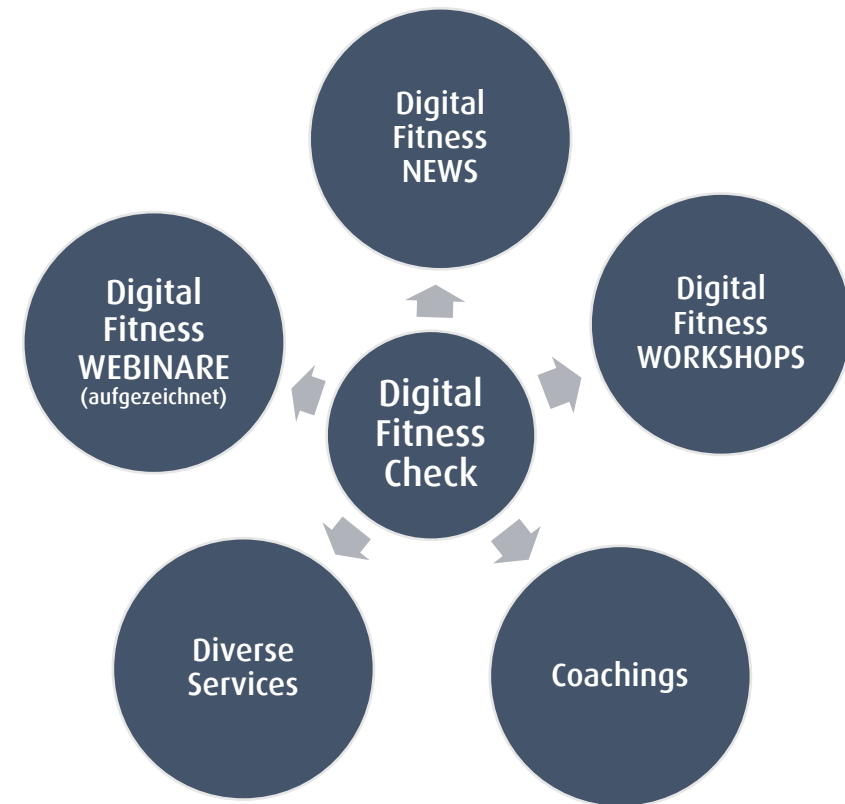 Digital
Fitness
NEWS
Digital
Fitness
WORKSHOPS
Digital
Fitness
WEBINARE
(aufgezeichnet)
Digital
Fitness
Check
Diverse
Services
Coachings